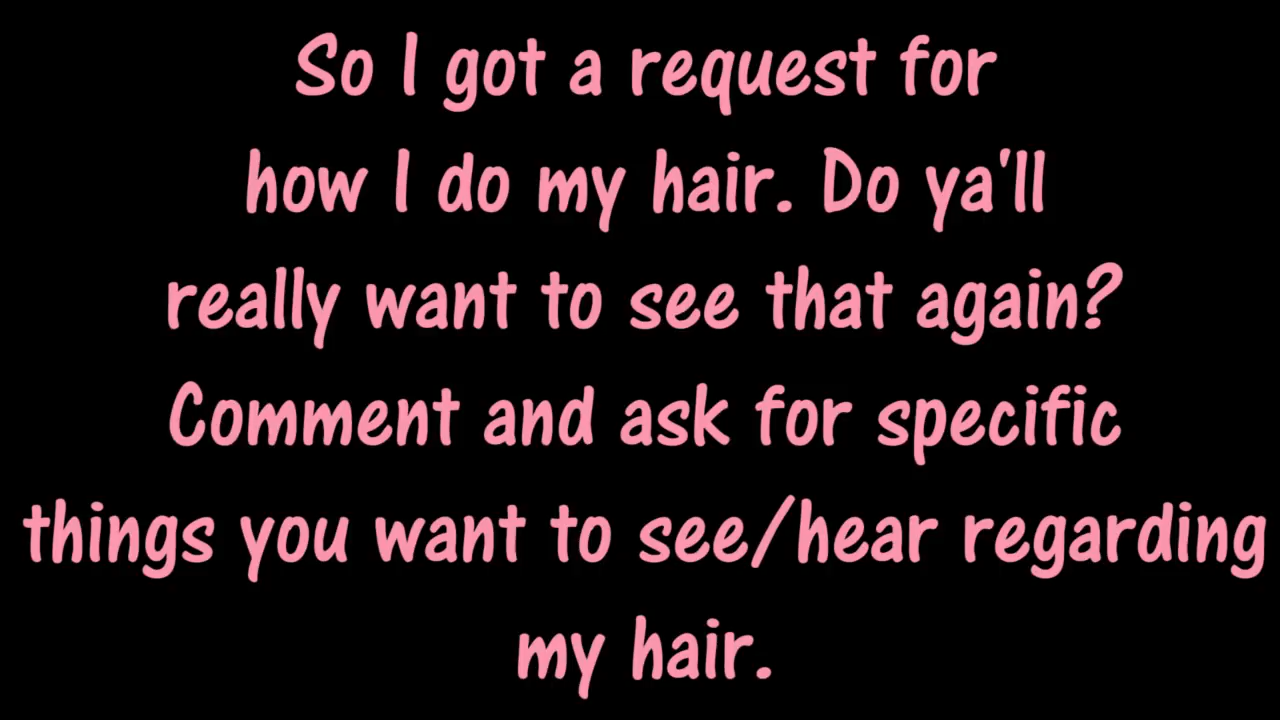 So I got a request for
how I do my hair. Do ya'll
really want to see that again?
Comment and ask for specific
things you want to see/hear regarding
my hair.